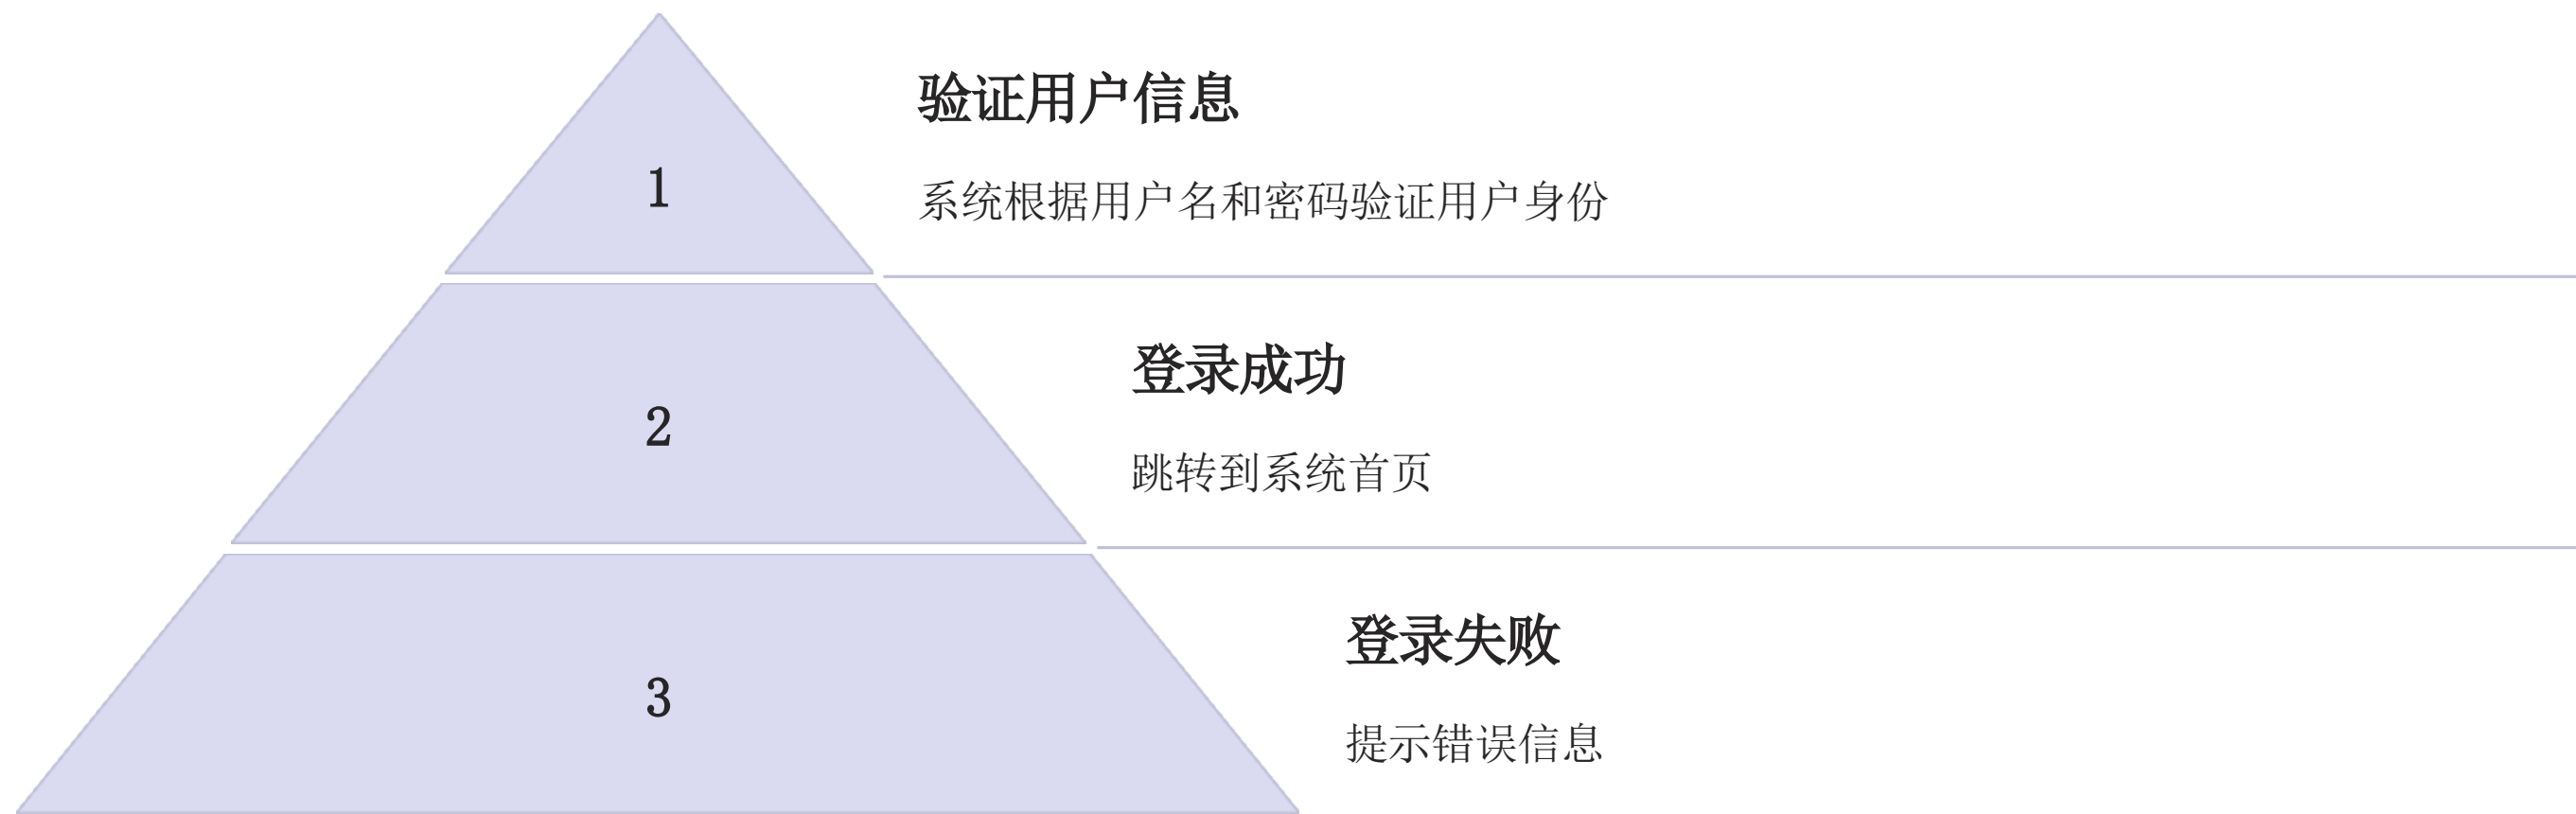 验证用户信息
1
系统根据用户名和密码验证用户身份
登录成功
2
跳转到系统首页
登录失败
3
提示错误信息